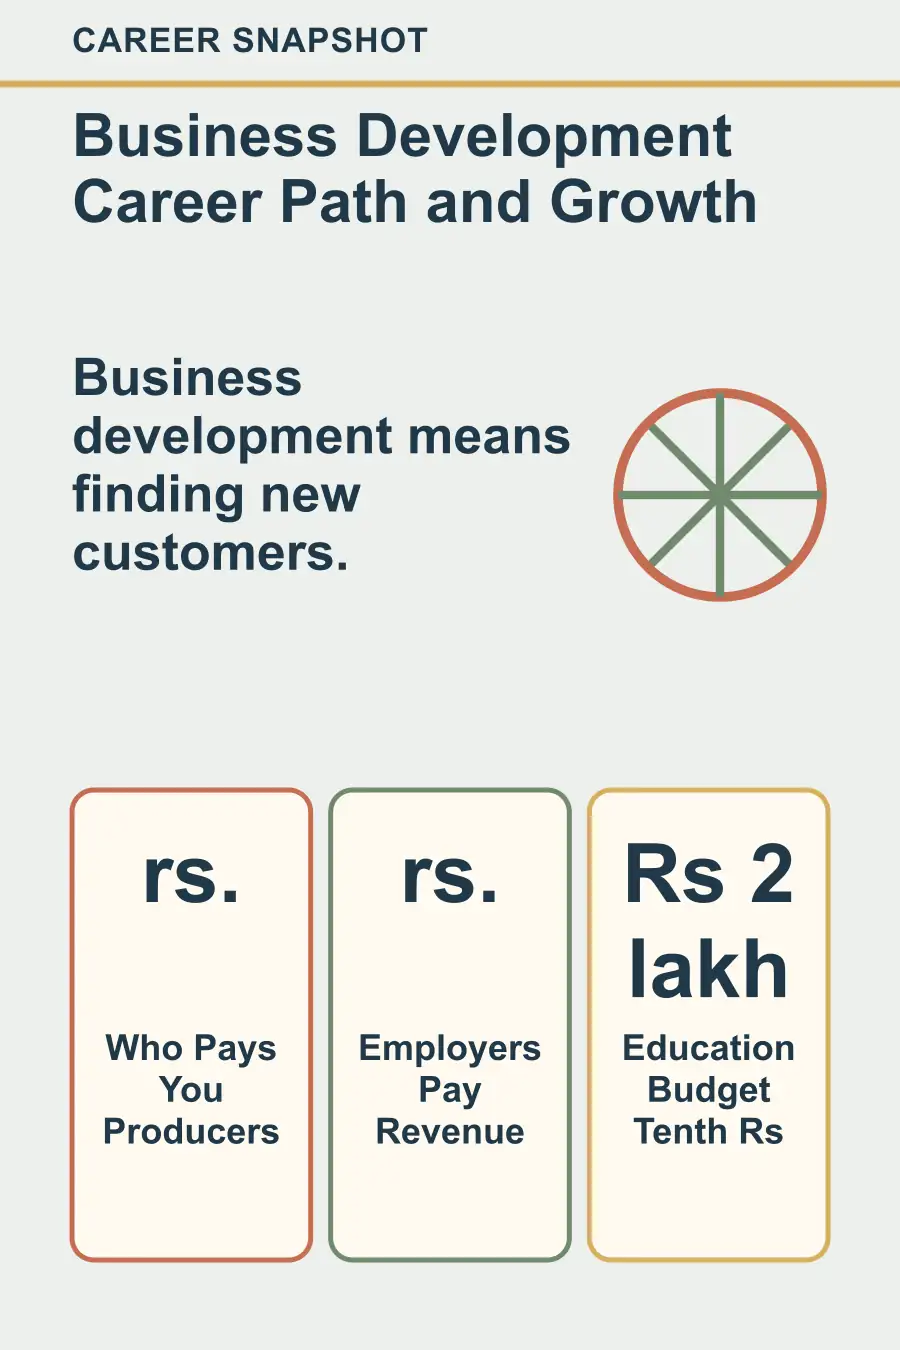 CAREER SNAPSHOT
Business Development
Career Path and Growth
Business
development means
finding new
customers.
rs.
Who Pays
You
Producers
rs.
Employers
Pay
Revenue
Rs 2
lakh
Education
Budget
Tenth Rs